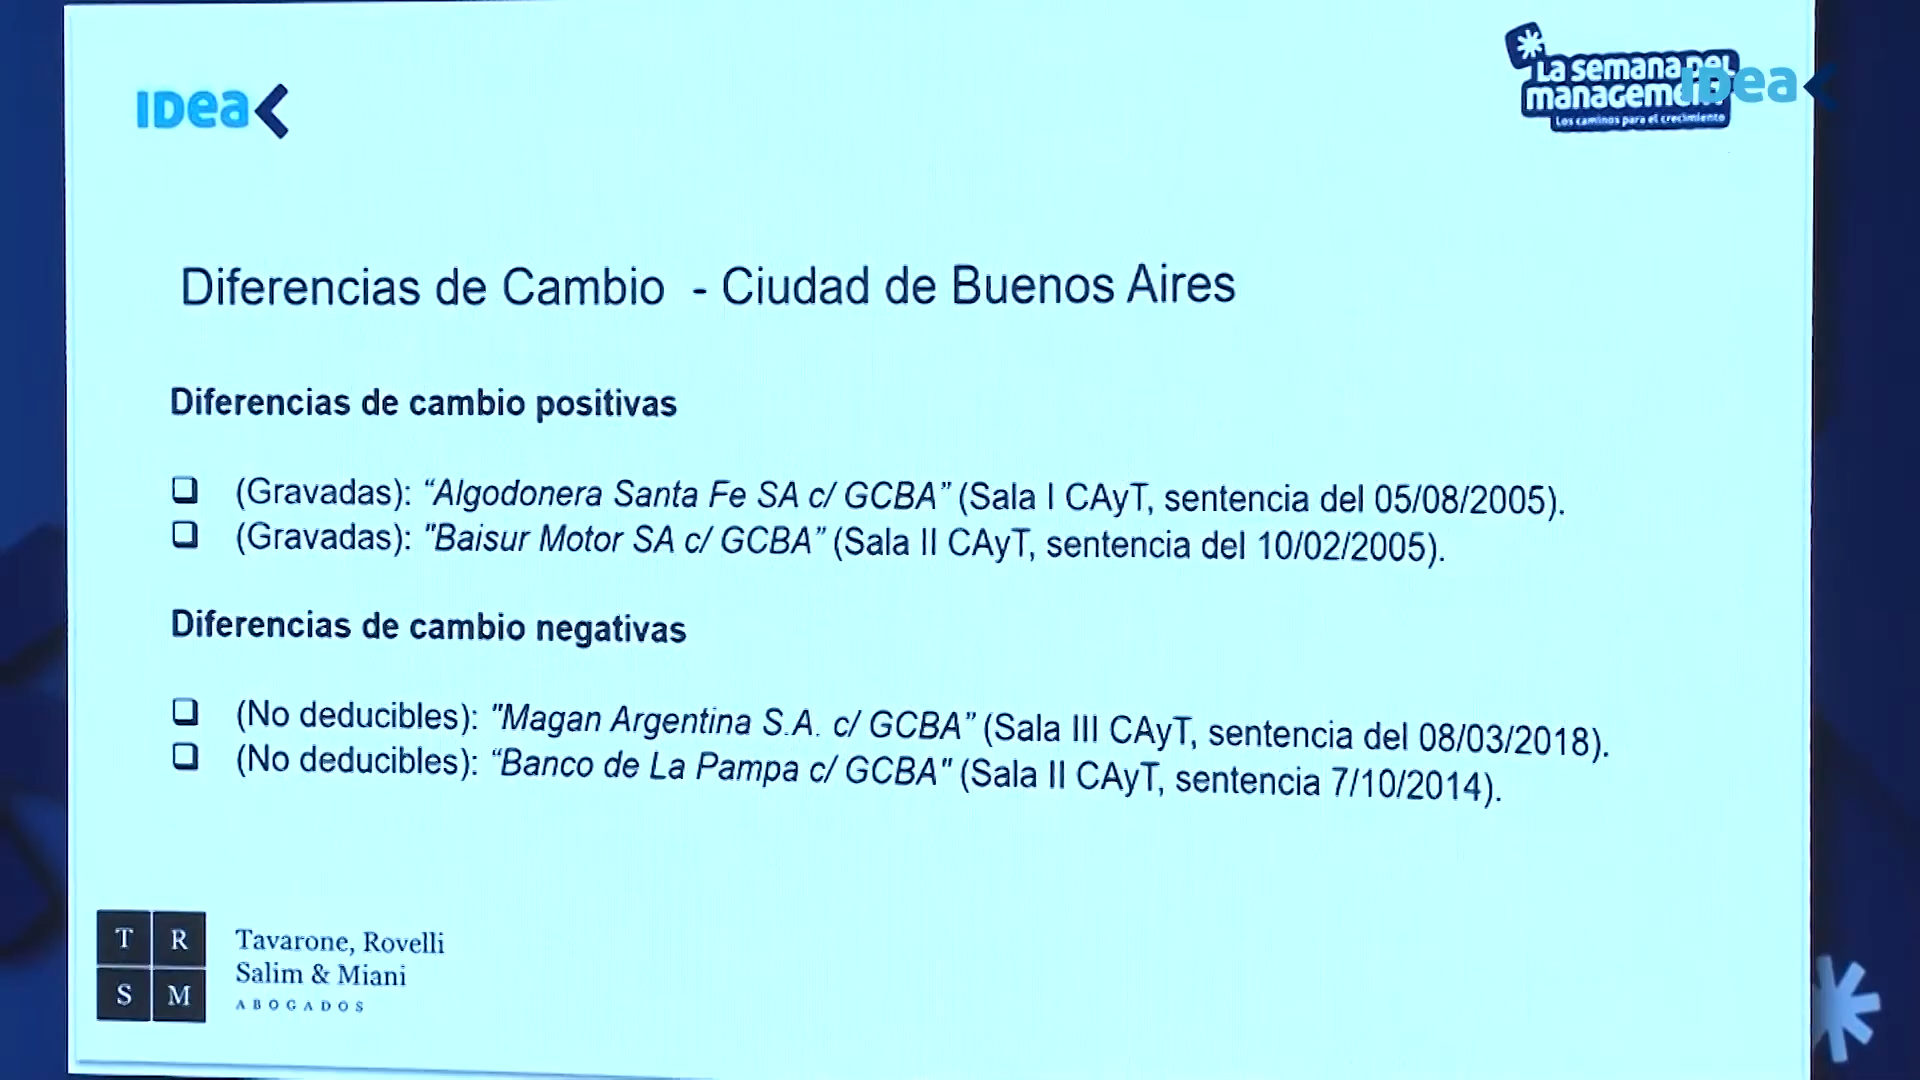 IDea
La semana del
management
Los caminos para el crecimiento
IDea
Diferencias de Cambio - Ciudad de Buenos Aires
Diferencias de cambio positivas
(Gravadas): “Algodonera Santa Fe SA c/ GCBA” (Sala I CAyT, sentencia del 05/08/2005).
(Gravadas): "Baisur Motor SA c/ GCBA” (Sala II CAyT, sentencia del 10/02/2005).
Diferencias de cambio negativas
(No deducibles): "Magan Argentina S.A. c/ GCBA” (Sala III CAyT, sentencia del 08/03/2018).
(No deducibles): “Banco de La Pampa c/ GCBA" (Sala II CAyT, sentencia 7/10/2014).
T R
S M
Tavarone, Rovelli
Salim & Miani
ABOGADOS